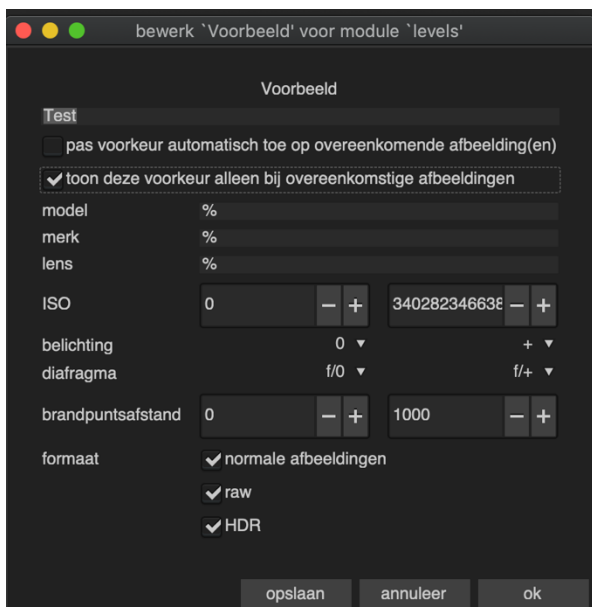 bewerk `Voorbeeld' voor module `levels'
Voorbeeld
Test
pas voorkeur automatisch toe op overeenkomende afbeelding(en)
toon deze voorkeur alleen bij overeenkomstige afbeeldingen
model %
merk %
lens %
ISO 0 − + 340282346638 − +
belichting 0 ▼ + ▼
diafragma f/0 ▼ f/+ ▼
brandpuntsafstand 0 − + 1000 − +
formaat normale afbeeldingen
raw
HDR
opslaan annuleer ok